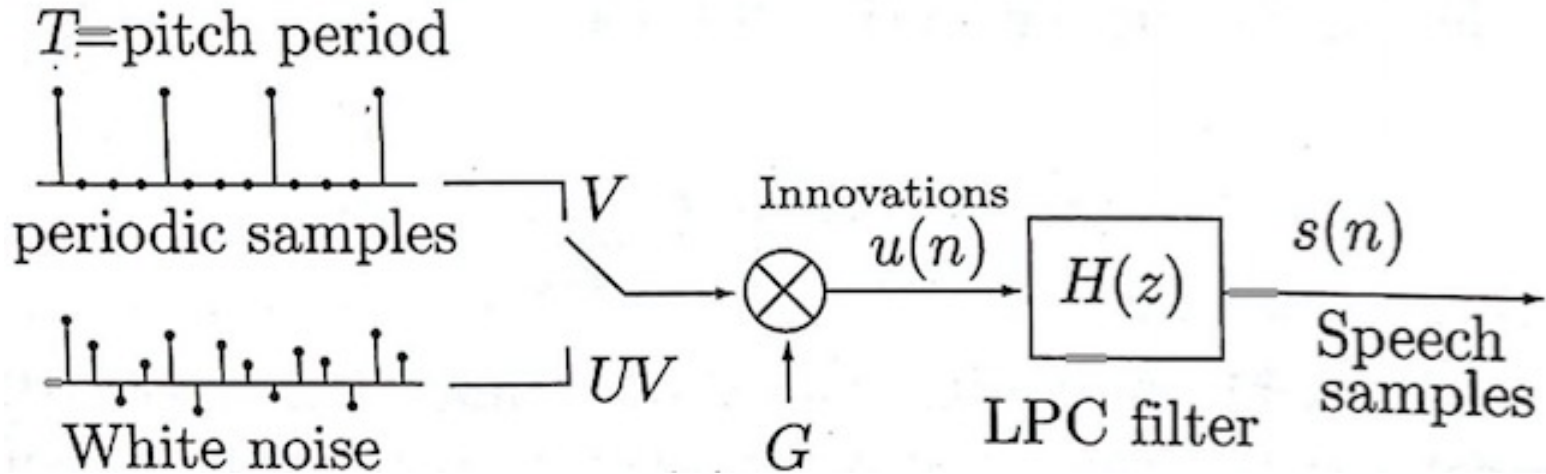 T=pitch period
periodic samples
V
UV
White noise
G
Innovations
u(n)
H(z)
LPC filter
s(n)
Speech
samples